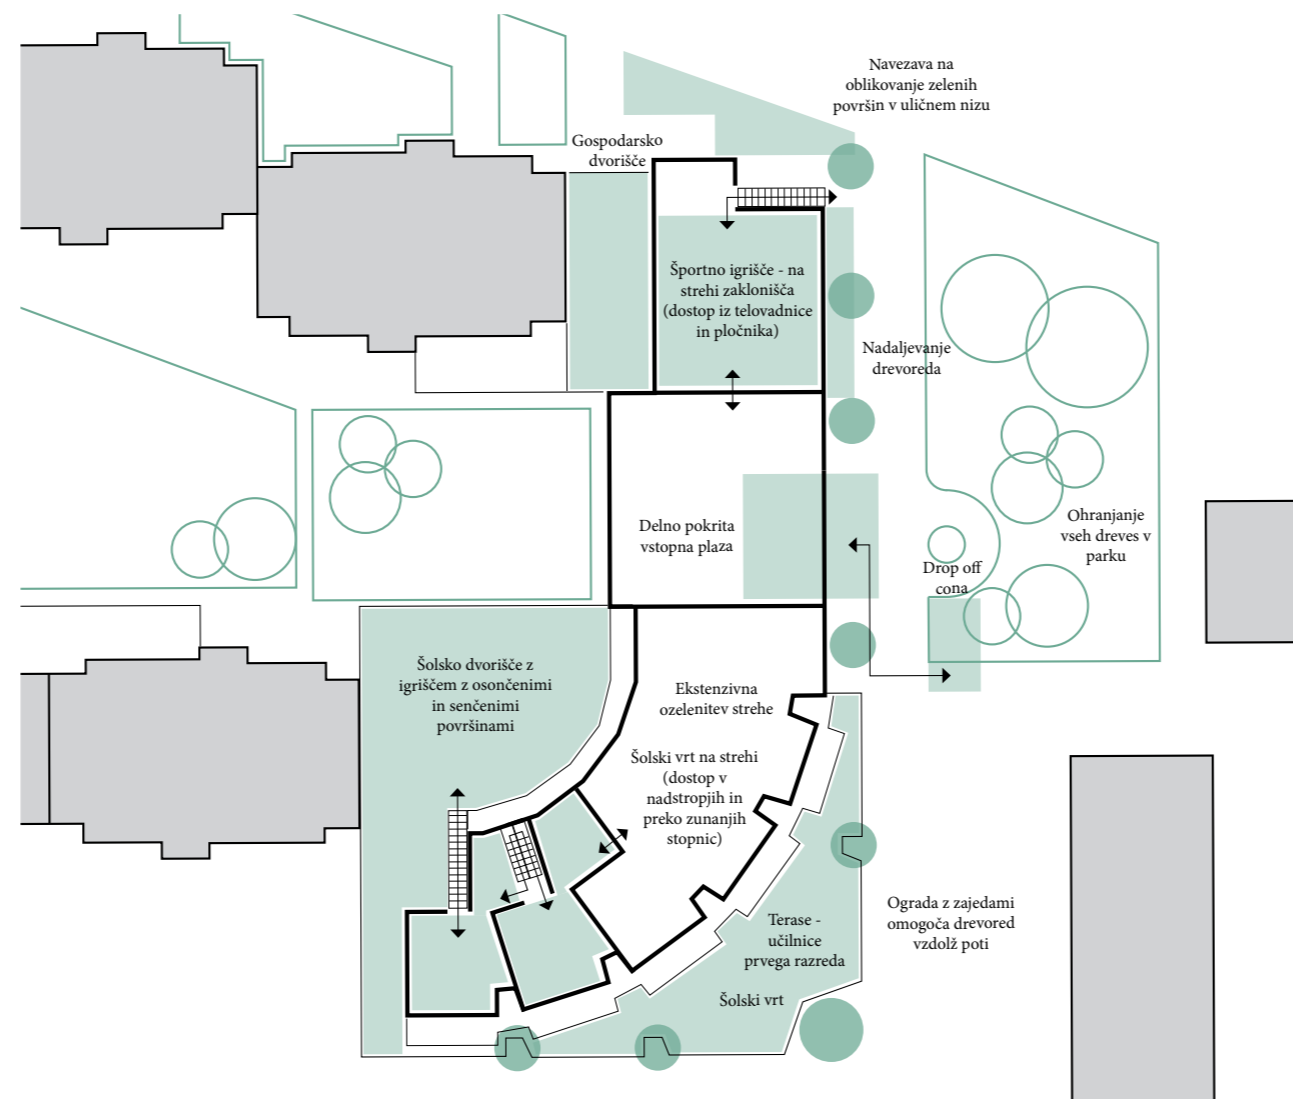 Navezava na
oblikovanje zelenih
površin v uličnem nizu
Gospodarsko
dvorišče
Športno igrišče - na
strehi zaklonišča
(dostop iz telovadnice
in pločnika)
Nadaljevanje
drevoreda
Delno pokrita
vstopna plaza
Ohranjanje
vseh dreves v
parku
Drop off
cona
Šolsko dvorišče z
igriščem z osončenimi
in senčenimi
površinami
Ekstenzivna
ozelenitev strehe
Šolski vrt na strehi
(dostop v
nadstropjih in
preko zunanjih
stopnic)
Terase -
učilnice
prvega razreda
Šolski vrt
Ograda z zajedami
omogoča drevored
vzdolž poti